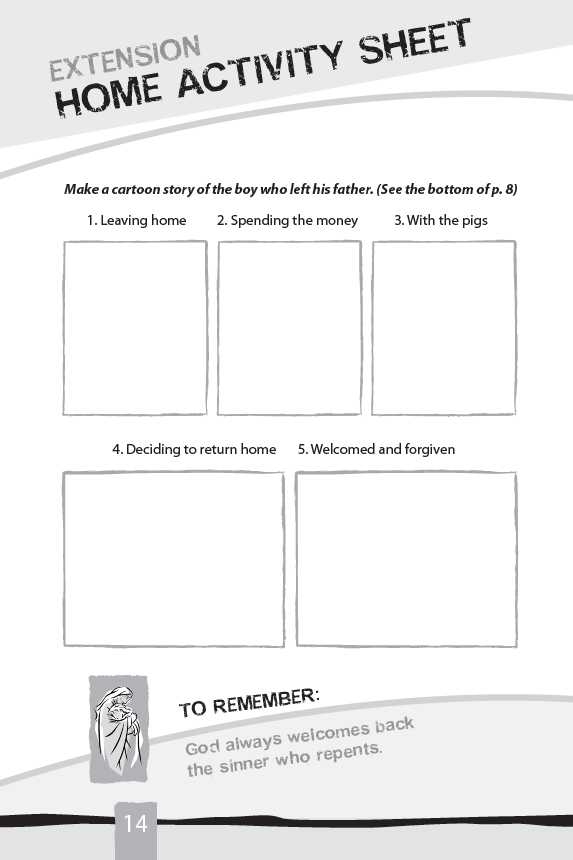 EXTENSION
HOME ACTIVITY SHEET
Make a cartoon story of the boy who left his father. (See the bottom of p. 8)
1. Leaving home 2. Spending the money 3. With the pigs
4. Deciding to return home 5. Welcomed and forgiven
TO REMEMBER:
God always welcomes back
the sinner who repents.
14